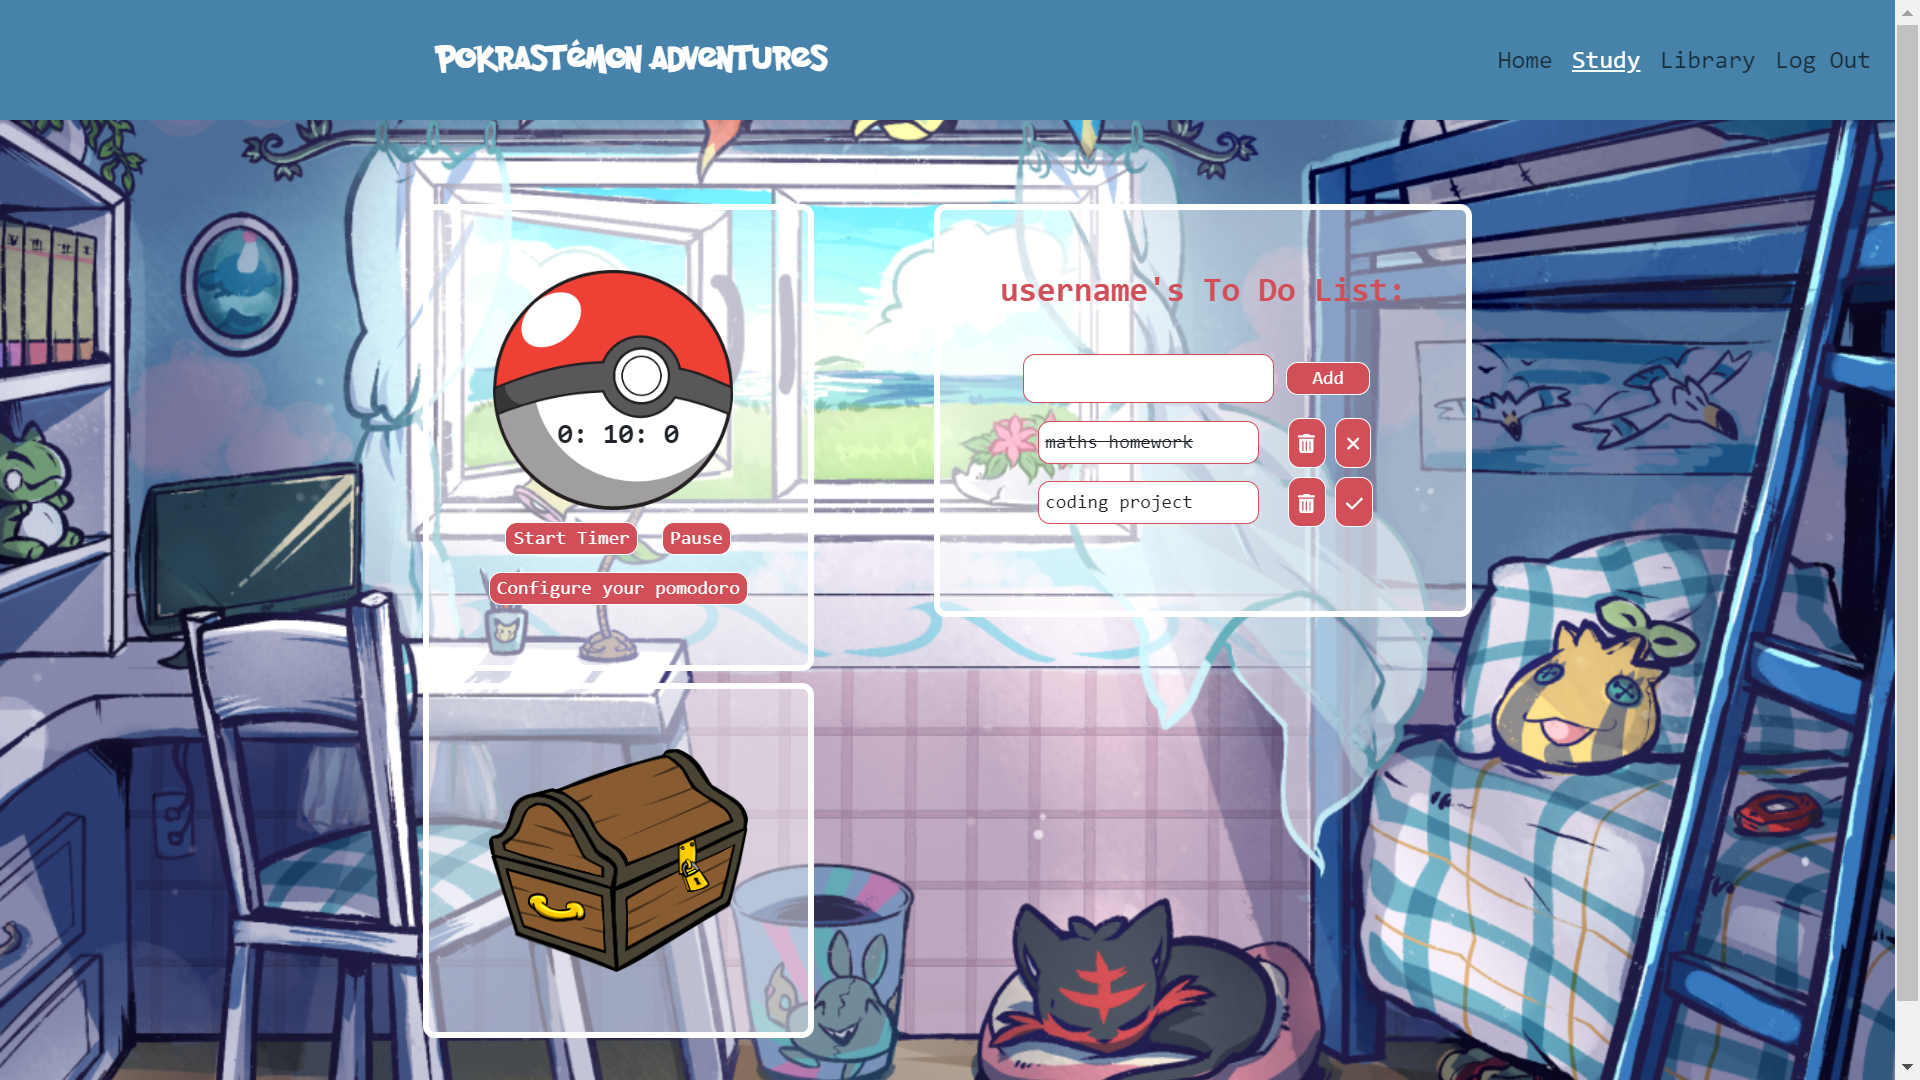 POKRASTéMON ADVENTURES
Home Study Library Log Out
0: 10: 0
Start Timer Pause
Configure your pomodoro
username's To Do List:
Add
maths homework
coding project